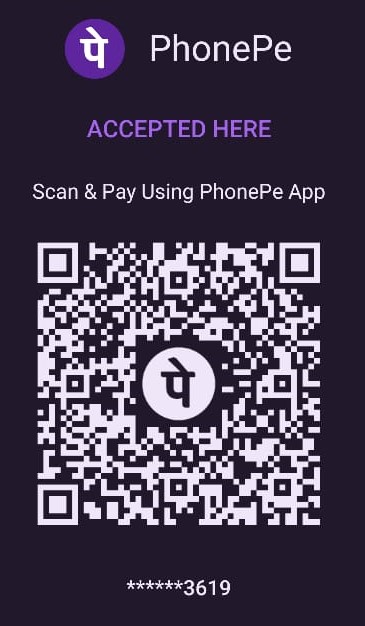 पे PhonePe
ACCEPTED HERE
Scan & Pay Using PhonePe App
पे
******3619